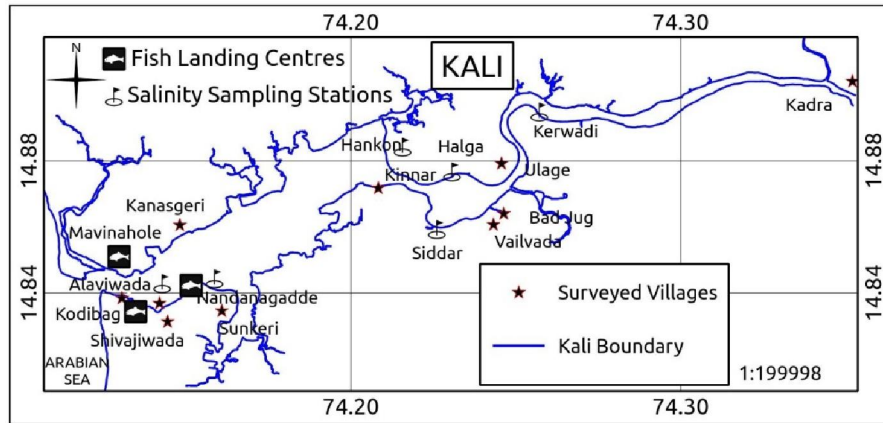 74.20
74.30
N
Fish Landing Centres
KALI
Salinity Sampling Stations
Kadra
Kerwadi
Hankon
Halga
14.88
14.88
Ulage
Kinnar
Kanasgeri
Bad Jug
Mavinahole
Vailvada
Siddar
Alaviwada
14.84
14.84
Nandanagadde
Surveyed Villages
Kodibag
Sunkeri
Shivajiwada
Kali Boundary
ARABIAN
SEA
1:199998
74.20
74.30